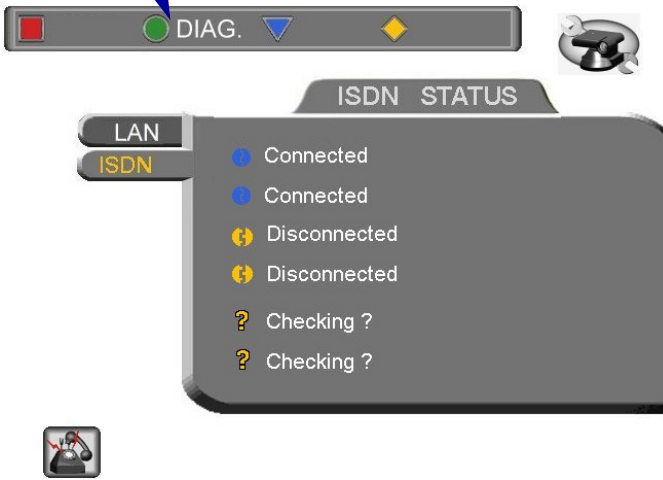 DIAG.
ISDN STATUS
LAN
ISDN
Connected
Connected
Disconnected
Disconnected
? Checking ?
? Checking ?